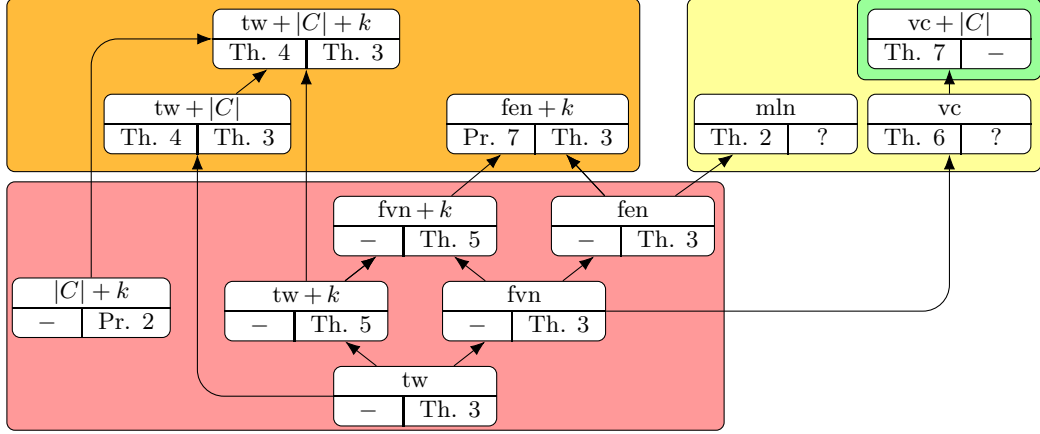 tw + |C| + k
Th. 4 Th. 3
vc + |C|
Th. 7 −
tw + |C|
Th. 4 Th. 3
fen + k
Pr. 7 Th. 3
mln
Th. 2 ?
vc
Th. 6 ?
fvn + k
− Th. 5
fen
− Th. 3
|C| + k
− Pr. 2
tw + k
− Th. 5
fvn
− Th. 3
tw
− Th. 3